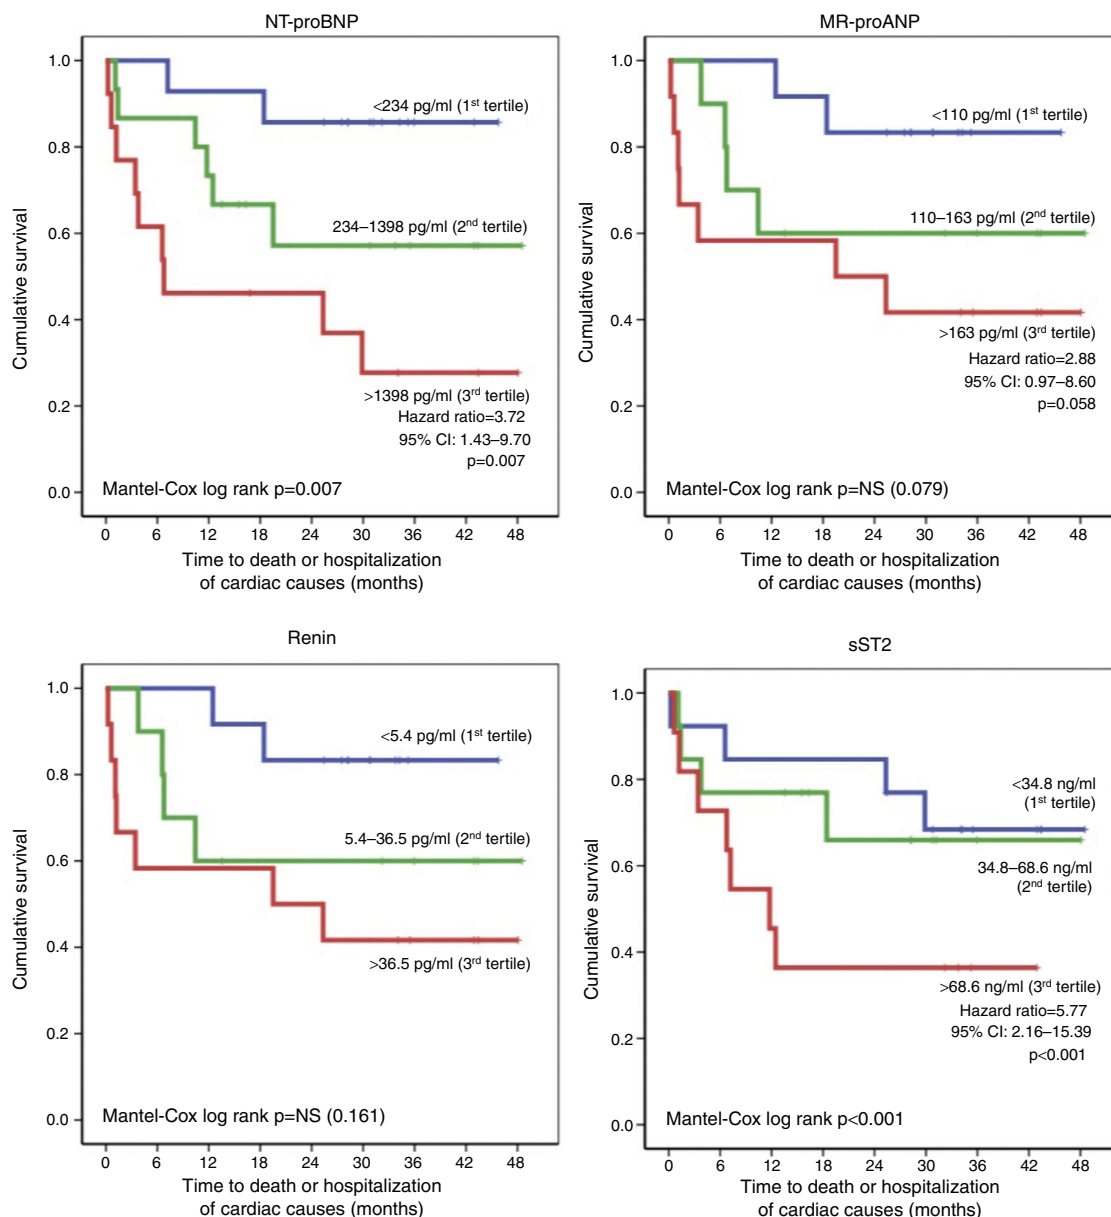 NT-proBNP
1.0
0.8
0.6
0.4
0.2
0.0
Cumulative survival
<234 pg/ml (1st tertile)
234–1398 pg/ml (2nd tertile)
>1398 pg/ml (3rd tertile)
Hazard ratio=3.72
95% CI: 1.43–9.70
p=0.007
Mantel-Cox log rank p=0.007
0 6 12 18 24 30 36 42 48
Time to death or hospitalization
of cardiac causes (months)
MR-proANP
1.0
0.8
0.6
0.4
0.2
0.0
Cumulative survival
<110 pg/ml (1st tertile)
110–163 pg/ml (2nd tertile)
>163 pg/ml (3rd tertile)
Hazard ratio=2.88
95% CI: 0.97–8.60
p=0.058
Mantel-Cox log rank p=NS (0.079)
0 6 12 18 24 30 36 42 48
Time to death or hospitalization
of cardiac causes (months)
Renin
1.0
0.8
0.6
0.4
0.2
0.0
Cumulative survival
<5.4 pg/ml (1st tertile)
5.4–36.5 pg/ml (2nd tertile)
>36.5 pg/ml (3rd tertile)
Mantel-Cox log rank p=NS (0.161)
0 6 12 18 24 30 36 42 48
Time to death or hospitalization
of cardiac causes (months)
sST2
1.0
0.8
0.6
0.4
0.2
0.0
Cumulative survival
<34.8 ng/ml
(1st tertile)
34.8–68.6 ng/ml
(2nd tertile)
>68.6 ng/ml (3rd tertile)
Hazard ratio=5.77
95% CI: 2.16–15.39
p<0.001
Mantel-Cox log rank p<0.001
0 6 12 18 24 30 36 42 48
Time to death or hospitalization
of cardiac causes (months)